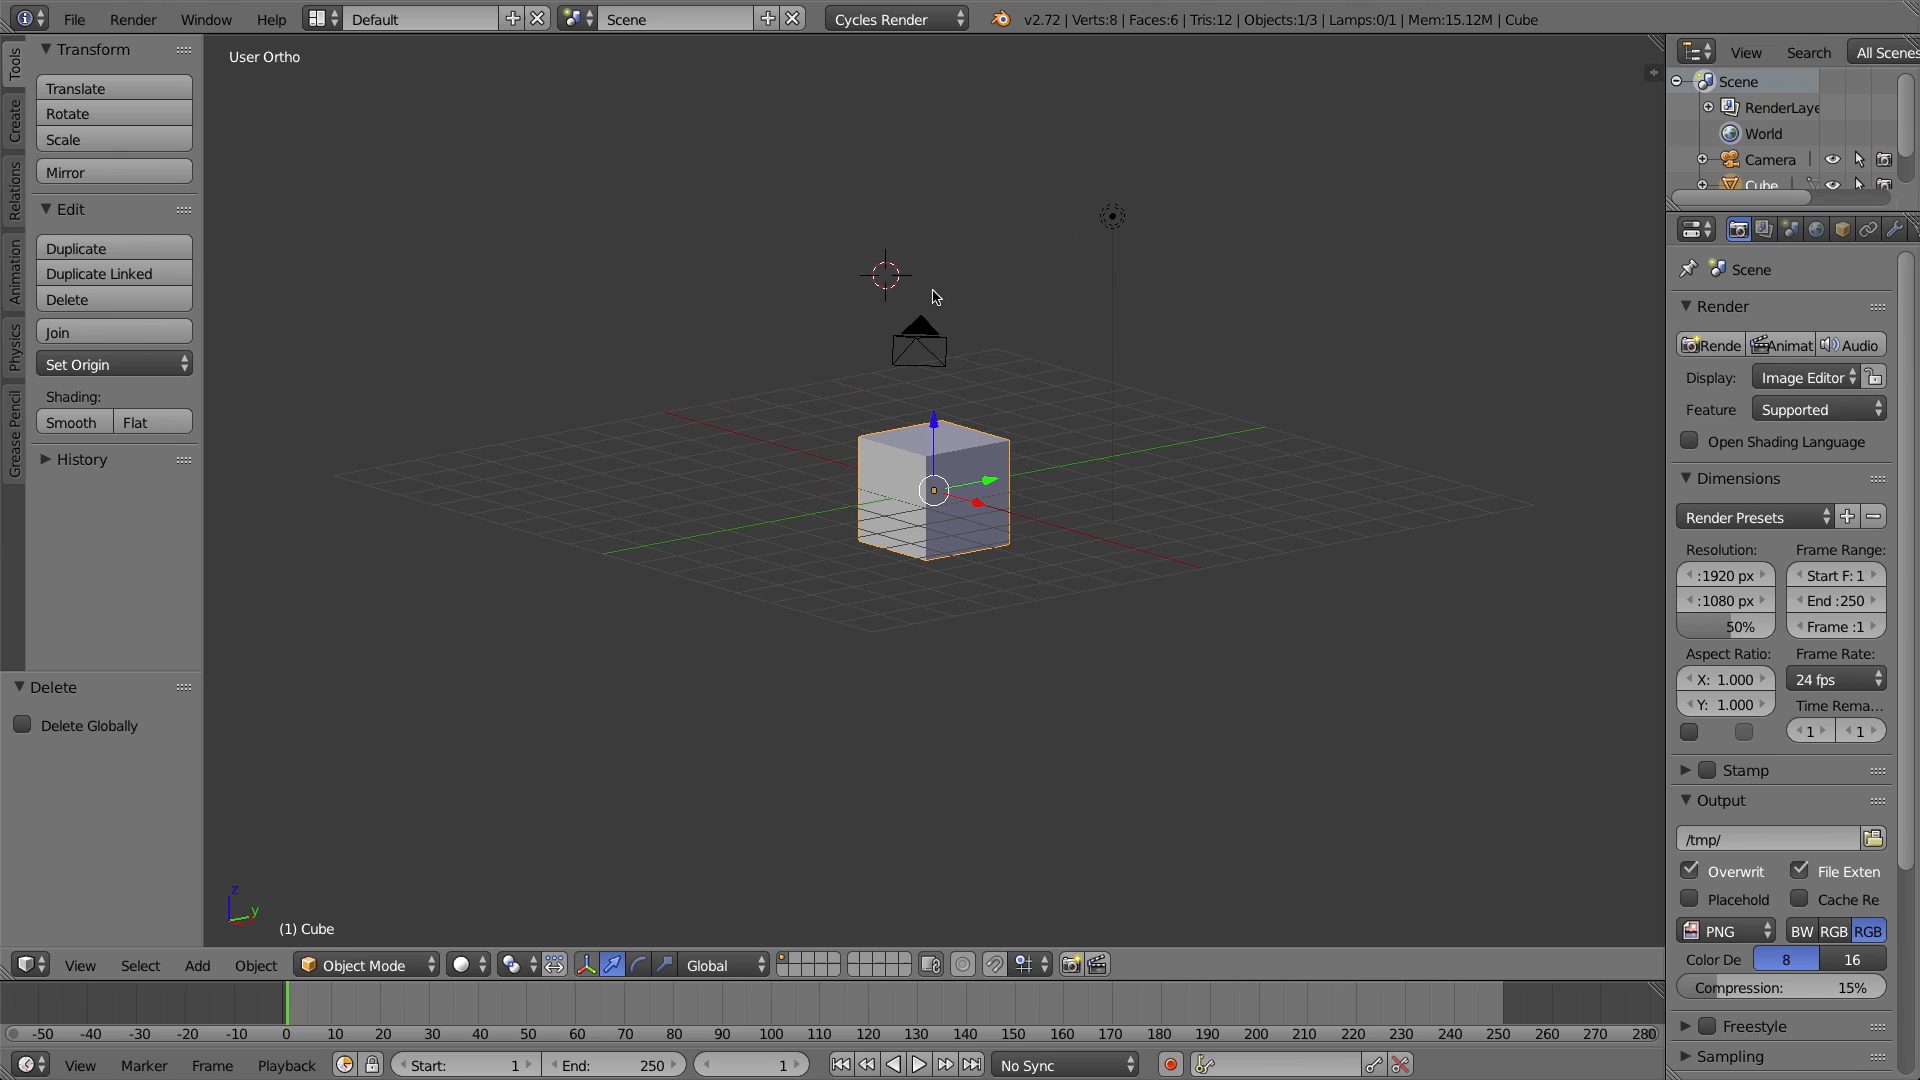 File Render Window Help Default Scene Cycles Render v2.72 | Verts:8 | Faces:6 | Tris:12 | Objects:1/3 | Lamps:0/1 | Mem:15.12M | Cube
Tools
Create
Relations
Animation
Physics
Grease Pencil
Transform
Translate
Rotate
Scale
Mirror
Edit
Duplicate
Duplicate Linked
Delete
Join
Set Origin
Shading:
Smooth Flat
History
Delete
Delete Globally
User Ortho
z
y
(1) Cube
View Search All Scenes
Scene
RenderLaye
World
Camera
Cube
Scene
Render
Rende Animat Audio
Display: Image Editor
Feature Supported
Open Shading Language
Dimensions
Render Presets
Resolution: Frame Range:
:1920 px Start F: 1
:1080 px End :250
50% Frame :1
Aspect Ratio: Frame Rate:
X: 1.000 24 fps
Y: 1.000 Time Rema...
1 1
Stamp
Output
/tmp/
Overwrit File Exten
Placehold Cache Re
PNG BW RGB RGB
Color De 8 16
Compression: 15%
Freestyle
Sampling
View Select Add Object Object Mode Global
-50 -40 -30 -20 -10 0 10 20 30 40 50 60 70 80 90 100 110 120 130 140 150 160 170 180 190 200 210 220 230 240 250 260 270 280
View Marker Frame Playback Start: 1 End: 250 1 No Sync